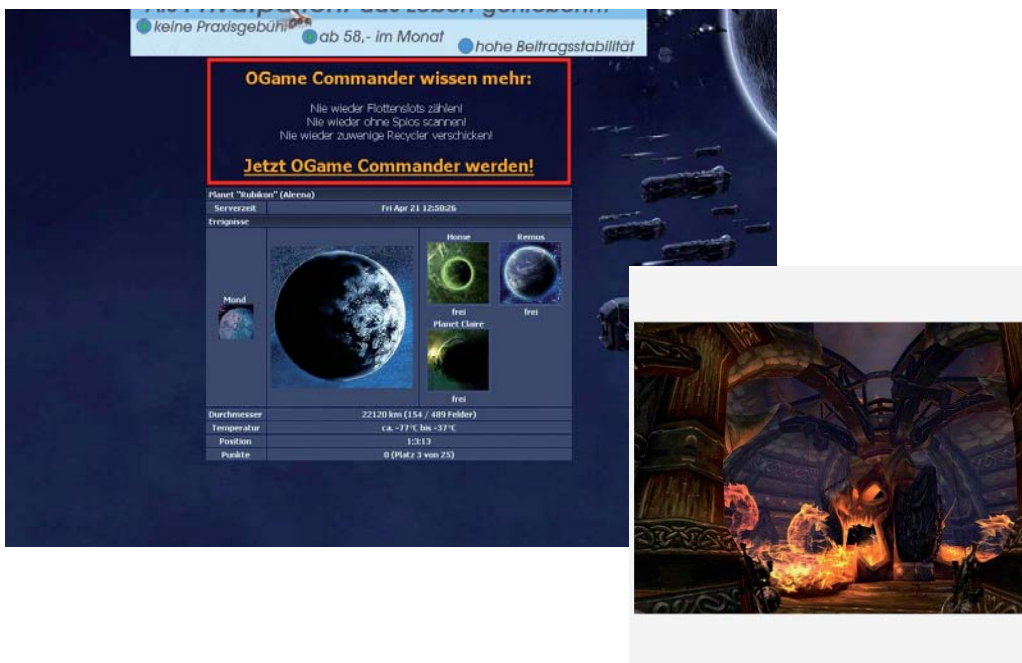 keine Praxisgebühr
ab 58,- im Monat
hohe Beitragsstabilität
OGame Commander wissen mehr:
Nie wieder Flottenslots zählen!
Nie wieder ohne Spios scannen!
Nie wieder zuwenige Recycler verschicken!
Jetzt OGame Commander werden!
Planet "Rubikon" (Aleena)
Serverzeit Fri Apr 21 12:50:26
Ereignisse
Home Remus
Mond
frei frei
Planet Claire
frei
Durchmesser 22120 km (154 / 489 Felder)
Temperatur ca. -77°C bis -37°C
Position 1:3:13
Punkte 0 (Platz 3 von 25)